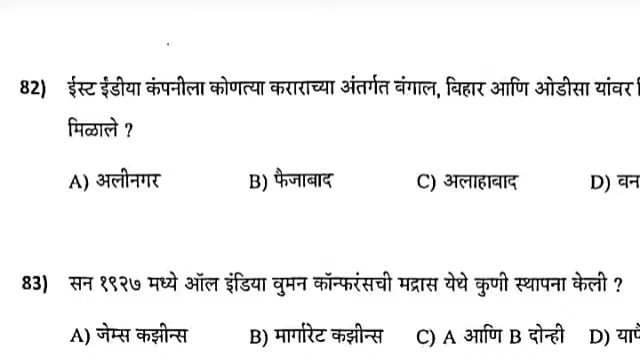 82) ईस्ट इंडीया कंपनीला कोणत्या कराराच्या अंतर्गत बंगाल, बिहार आणि ओडीसा यांवर
मिळाले ?
A) अलीनगर B) फैजाबाद C) अलाहाबाद D)
83) सन १९२७ मध्ये ऑल इंडिया वुमन कॉन्फरंसची मद्रास येथे कुणी स्थापना केली ?
A) जेम्स कझीन्स B) मार्गारेट कझीन्स C) A आणि B दोन्ही D)